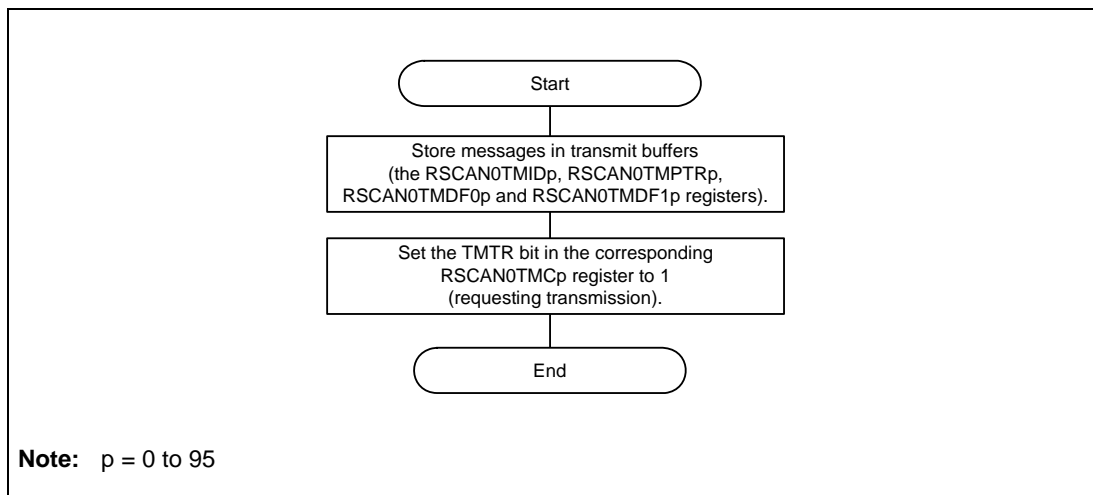 Start
Store messages in transmit buffers
(the RSCAN0TMIDp, RSCAN0TMPTRp,
RSCAN0TMDF0p and RSCAN0TMDF1p registers).
Set the TMTR bit in the corresponding
RSCAN0TMCp register to 1
(requesting transmission).
End
Note: p = 0 to 95